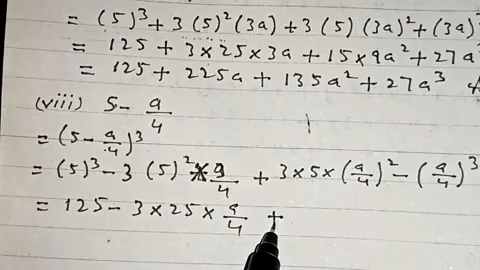 = (5)³ + 3 (5)² (3a) + 3 (5) (3a)² + (3a)³
= 125 + 3×25×3a + 15×9a² + 27a³
= 125 + 225a + 135a² + 27a³
(viii) 5 - a/4
= (5 - a/4)³
= (5)³ - 3 (5)² × a/4 + 3×5×(a/4)² - (a/4)³
= 125 - 3×25× a/4 +